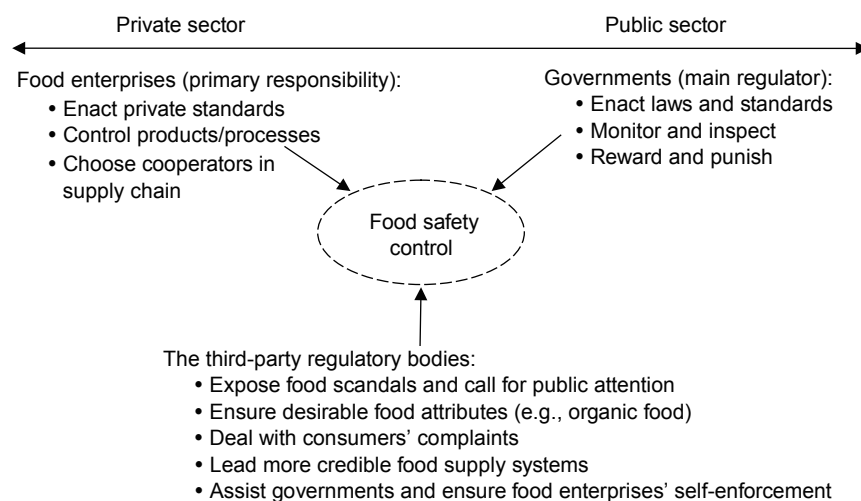 Private sector
Public sector
Food enterprises (primary responsibility):
• Enact private standards
• Control products/processes
• Choose cooperators in
supply chain
Governments (main regulator):
• Enact laws and standards
• Monitor and inspect
• Reward and punish
Food safety
control
The third-party regulatory bodies:
• Expose food scandals and call for public attention
• Ensure desirable food attributes (e.g., organic food)
• Deal with consumers’ complaints
• Lead more credible food supply systems
• Assist governments and ensure food enterprises’ self-enforcement